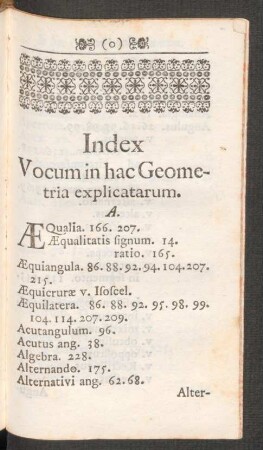 (0)
Index
Vocum in hac Geome-
tria explicatarum.
A.
ÆQualia. 166. 207.
Æqualitatis signum. 14.
ratio. 165.
Æquiangula. 86. 88. 92. 94. 104. 207.
215.
Æquicruræ v. Isoscel.
Æquilatera. 86. 88. 92. 95. 98. 99.
104. 114. 207. 209.
Acutangulum. 96.
Acutus ang. 38.
Algebra. 228.
Alternando. 175.
Alternativi ang. 62. 68.
Alter-